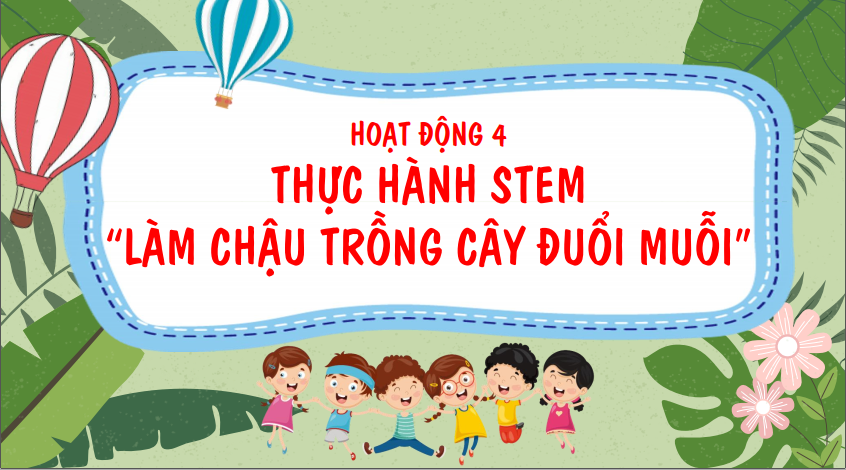 HOẠT ĐỘNG 4
THỰC HÀNH STEM
“LÀM CHẬU TRỒNG CÂY ĐUỔI MUỖI”